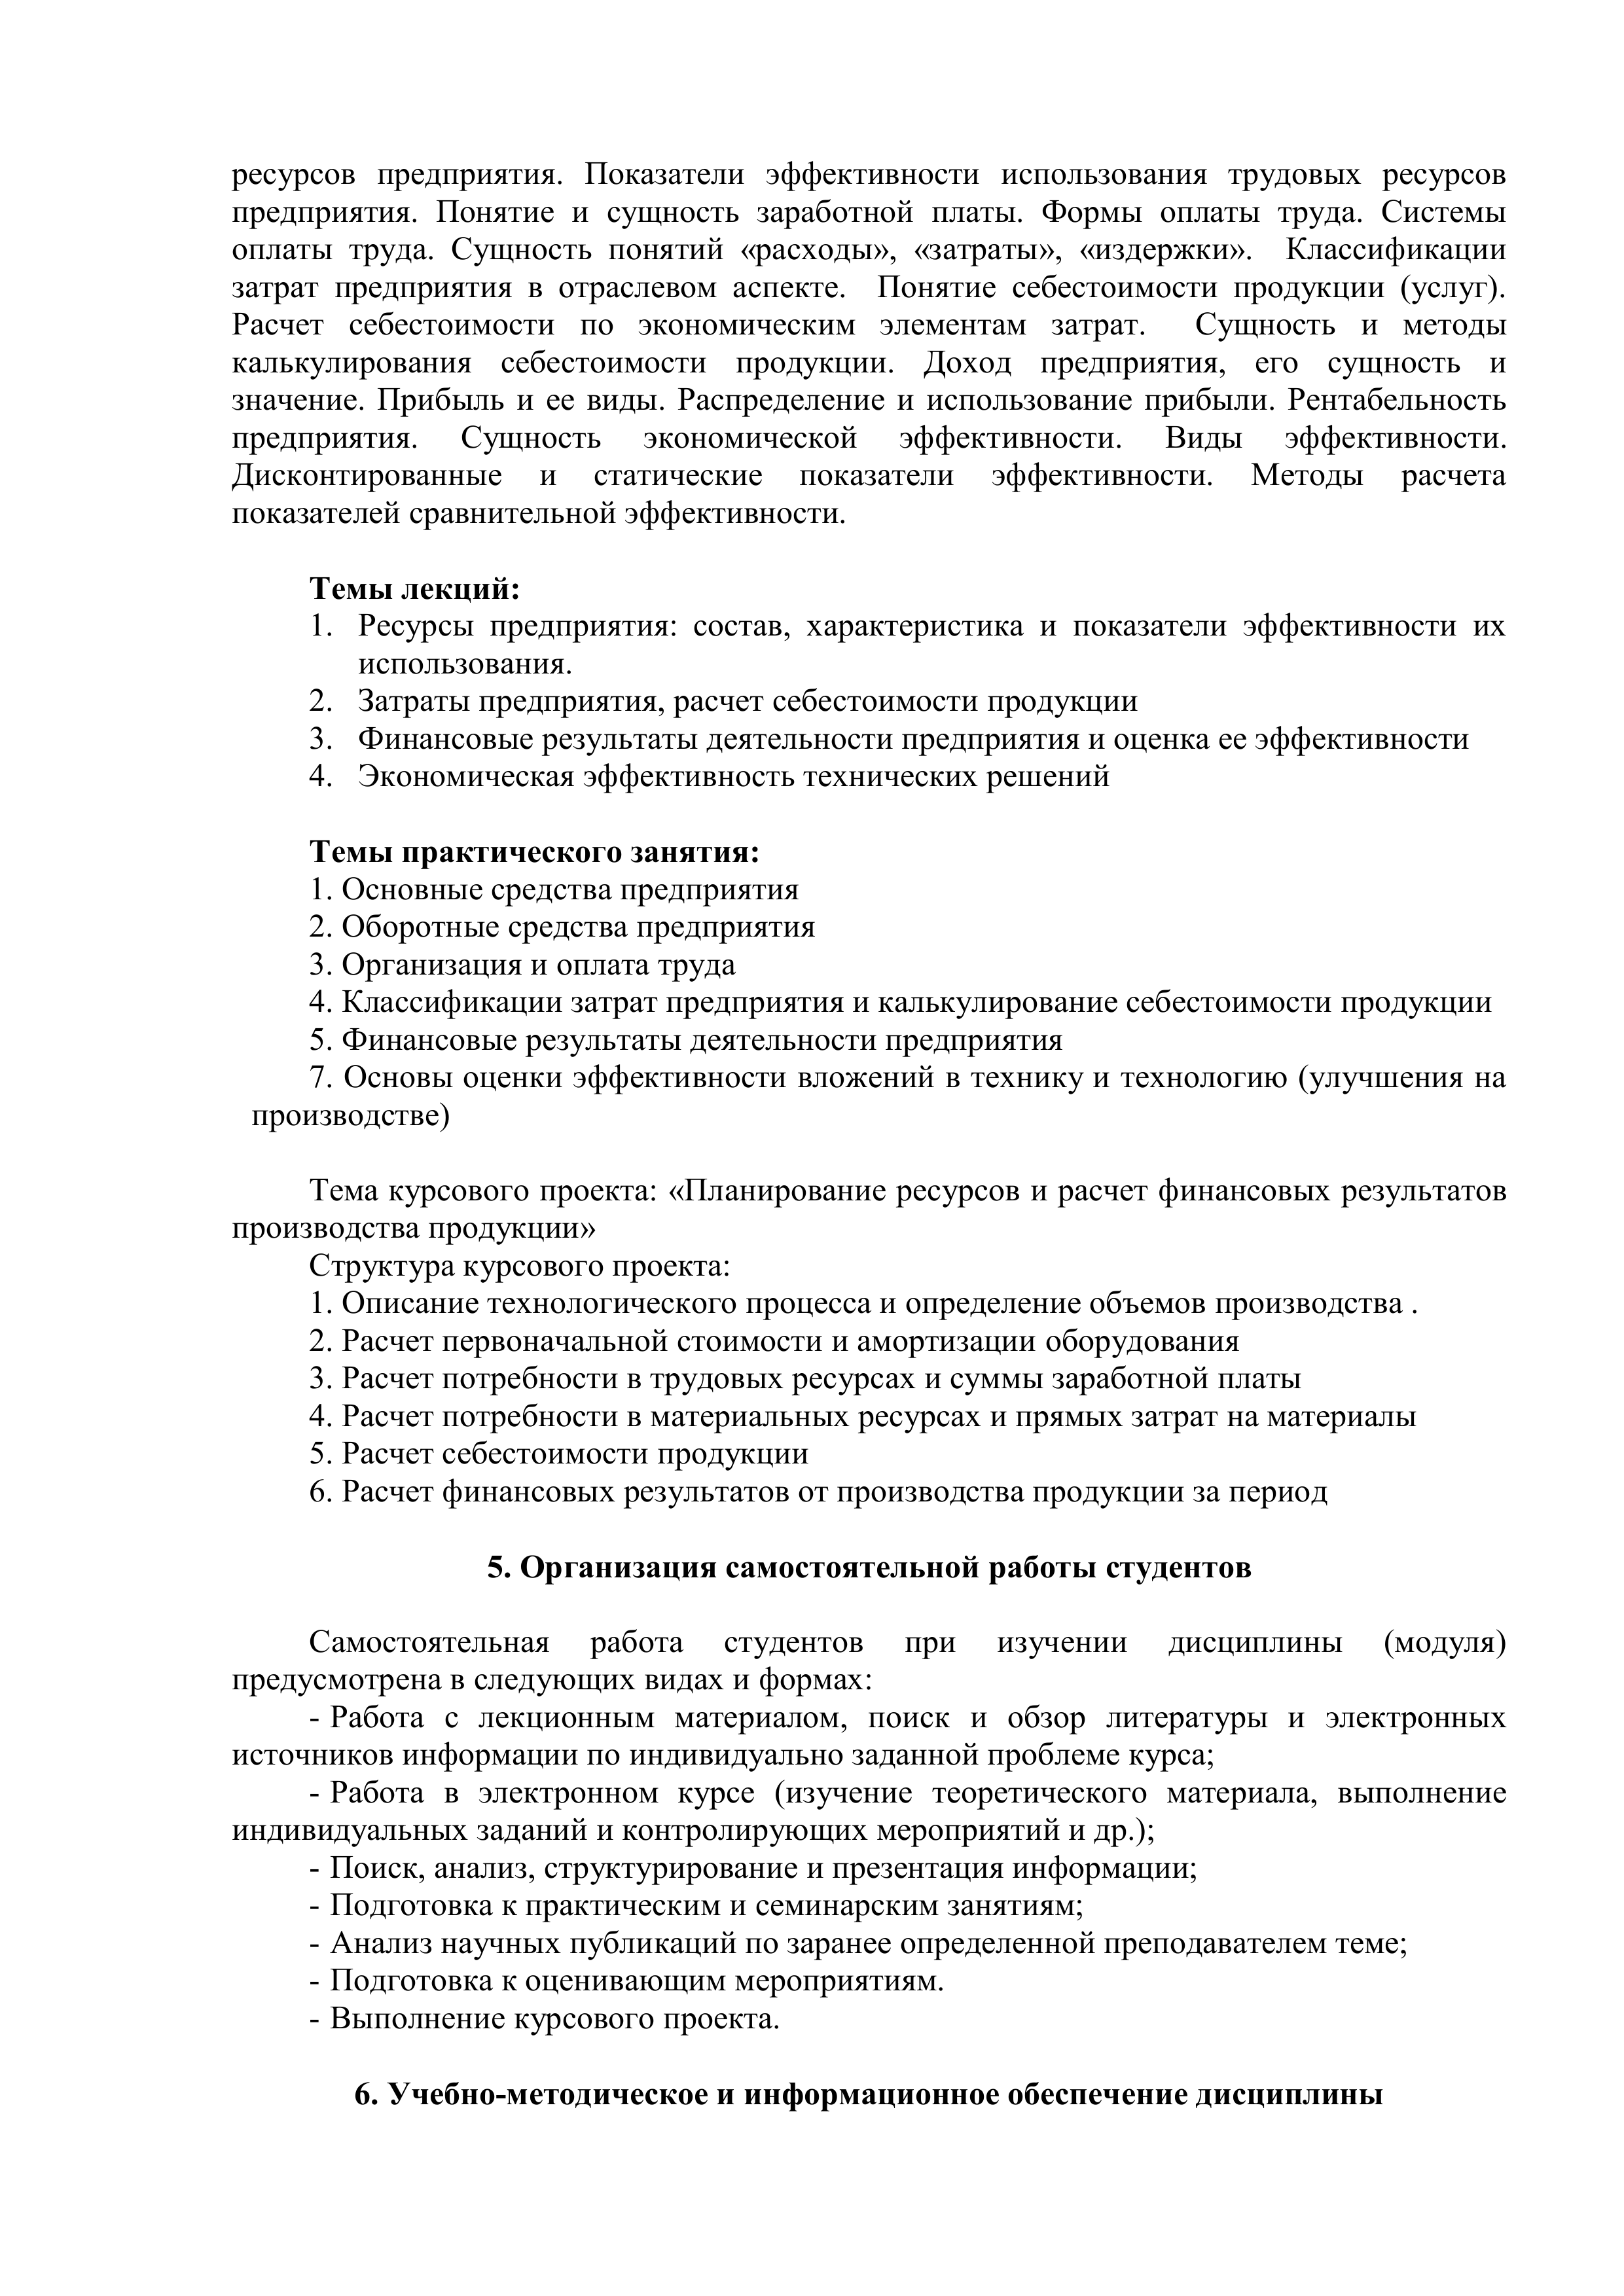 ресурсов предприятия. Показатели эффективности использования трудовых ресурсов
предприятия. Понятие и сущность заработной платы. Формы оплаты труда. Системы
оплаты труда. Сущность понятий «расходы», «затраты», «издержки». Классификации
затрат предприятия в отраслевом аспекте. Понятие себестоимости продукции (услуг).
Расчет себестоимости по экономическим элементам затрат. Сущность и методы
калькулирования себестоимости продукции. Доход предприятия, его сущность и
значение. Прибыль и ее виды. Распределение и использование прибыли. Рентабельность
предприятия. Сущность экономической эффективности. Виды эффективности.
Дисконтированные и статические показатели эффективности. Методы расчета
показателей сравнительной эффективности.
Темы лекций:
1. Ресурсы предприятия: состав, характеристика и показатели эффективности их
использования.
2. Затраты предприятия, расчет себестоимости продукции
3. Финансовые результаты деятельности предприятия и оценка ее эффективности
4. Экономическая эффективность технических решений
Темы практического занятия:
1. Основные средства предприятия
2. Оборотные средства предприятия
3. Организация и оплата труда
4. Классификации затрат предприятия и калькулирование себестоимости продукции
5. Финансовые результаты деятельности предприятия
7. Основы оценки эффективности вложений в технику и технологию (улучшения на
производстве)
Тема курсового проекта: «Планирование ресурсов и расчет финансовых результатов
производства продукции»
Структура курсового проекта:
1. Описание технологического процесса и определение объемов производства .
2. Расчет первоначальной стоимости и амортизации оборудования
3. Расчет потребности в трудовых ресурсах и суммы заработной платы
4. Расчет потребности в материальных ресурсах и прямых затрат на материалы
5. Расчет себестоимости продукции
6. Расчет финансовых результатов от производства продукции за период
5. Организация самостоятельной работы студентов
Самостоятельная работа студентов при изучении дисциплины (модуля)
предусмотрена в следующих видах и формах:
- Работа с лекционным материалом, поиск и обзор литературы и электронных
источников информации по индивидуально заданной проблеме курса;
- Работа в электронном курсе (изучение теоретического материала, выполнение
индивидуальных заданий и контролирующих мероприятий и др.);
- Поиск, анализ, структурирование и презентация информации;
- Подготовка к практическим и семинарским занятиям;
- Анализ научных публикаций по заранее определенной преподавателем теме;
- Подготовка к оценивающим мероприятиям.
- Выполнение курсового проекта.
6. Учебно-методическое и информационное обеспечение дисциплины